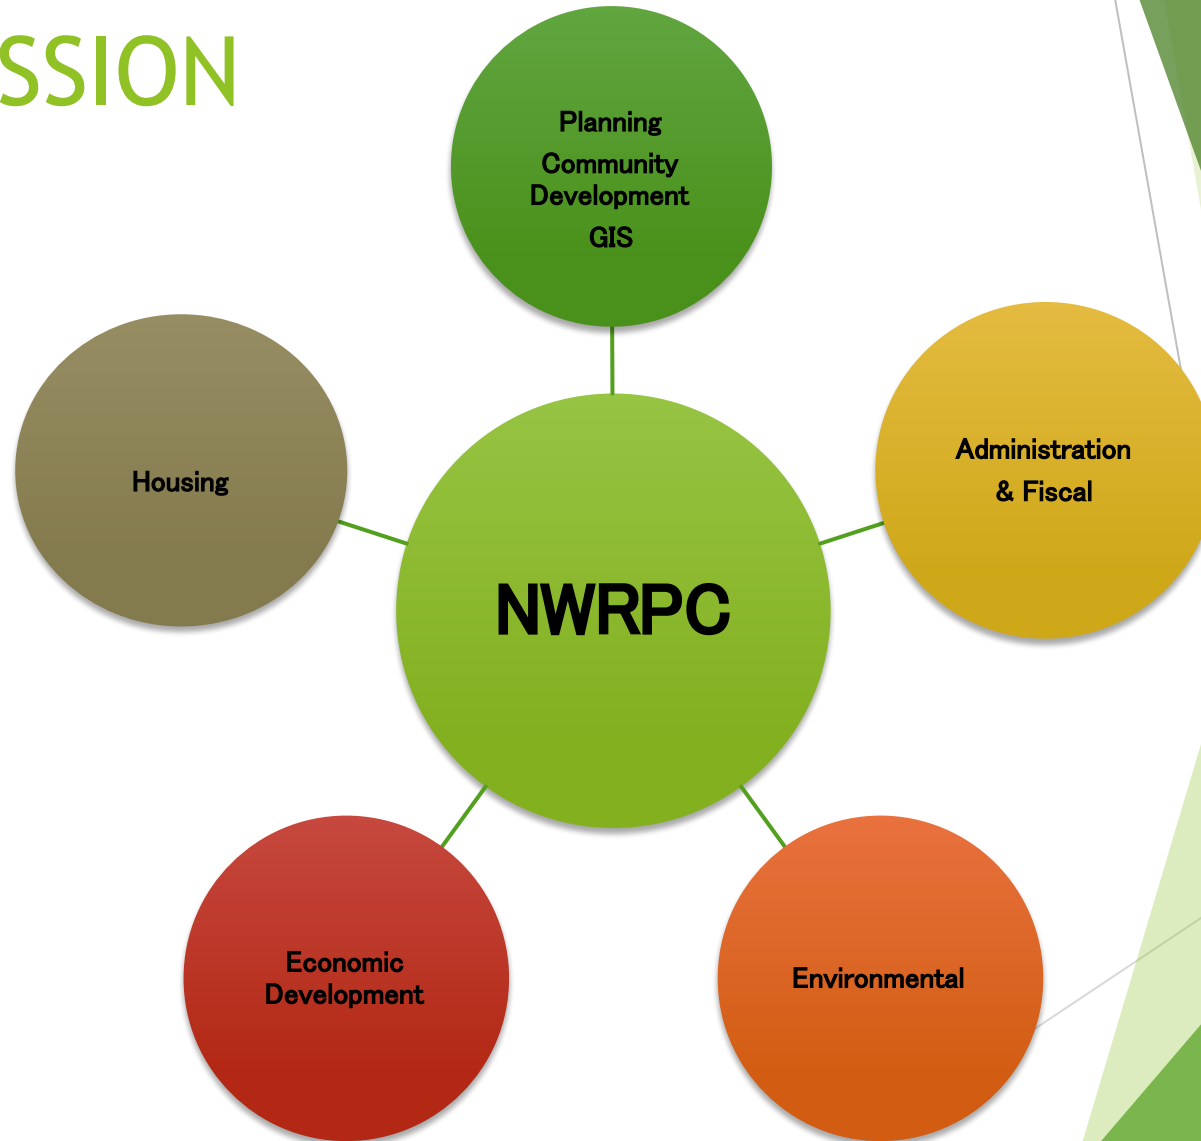 SSION
Planning
Community
Development
GIS
Administration
& Fiscal
Housing
NWRPC
Economic
Development
Environmental